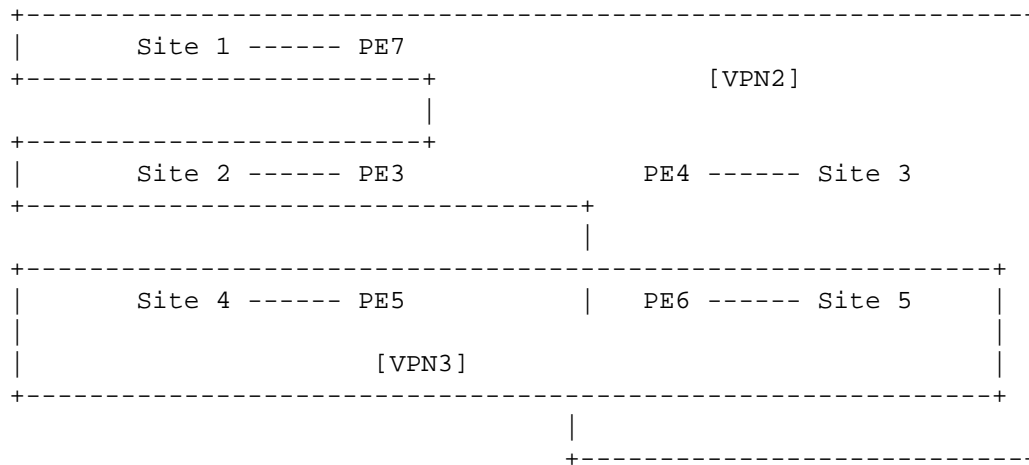 Site 1 ------ PE7
[VPN2]
Site 2 ------ PE3 PE4 ------ Site 3
Site 4 ------ PE5 | PE6 ------ Site 5
[VPN3]